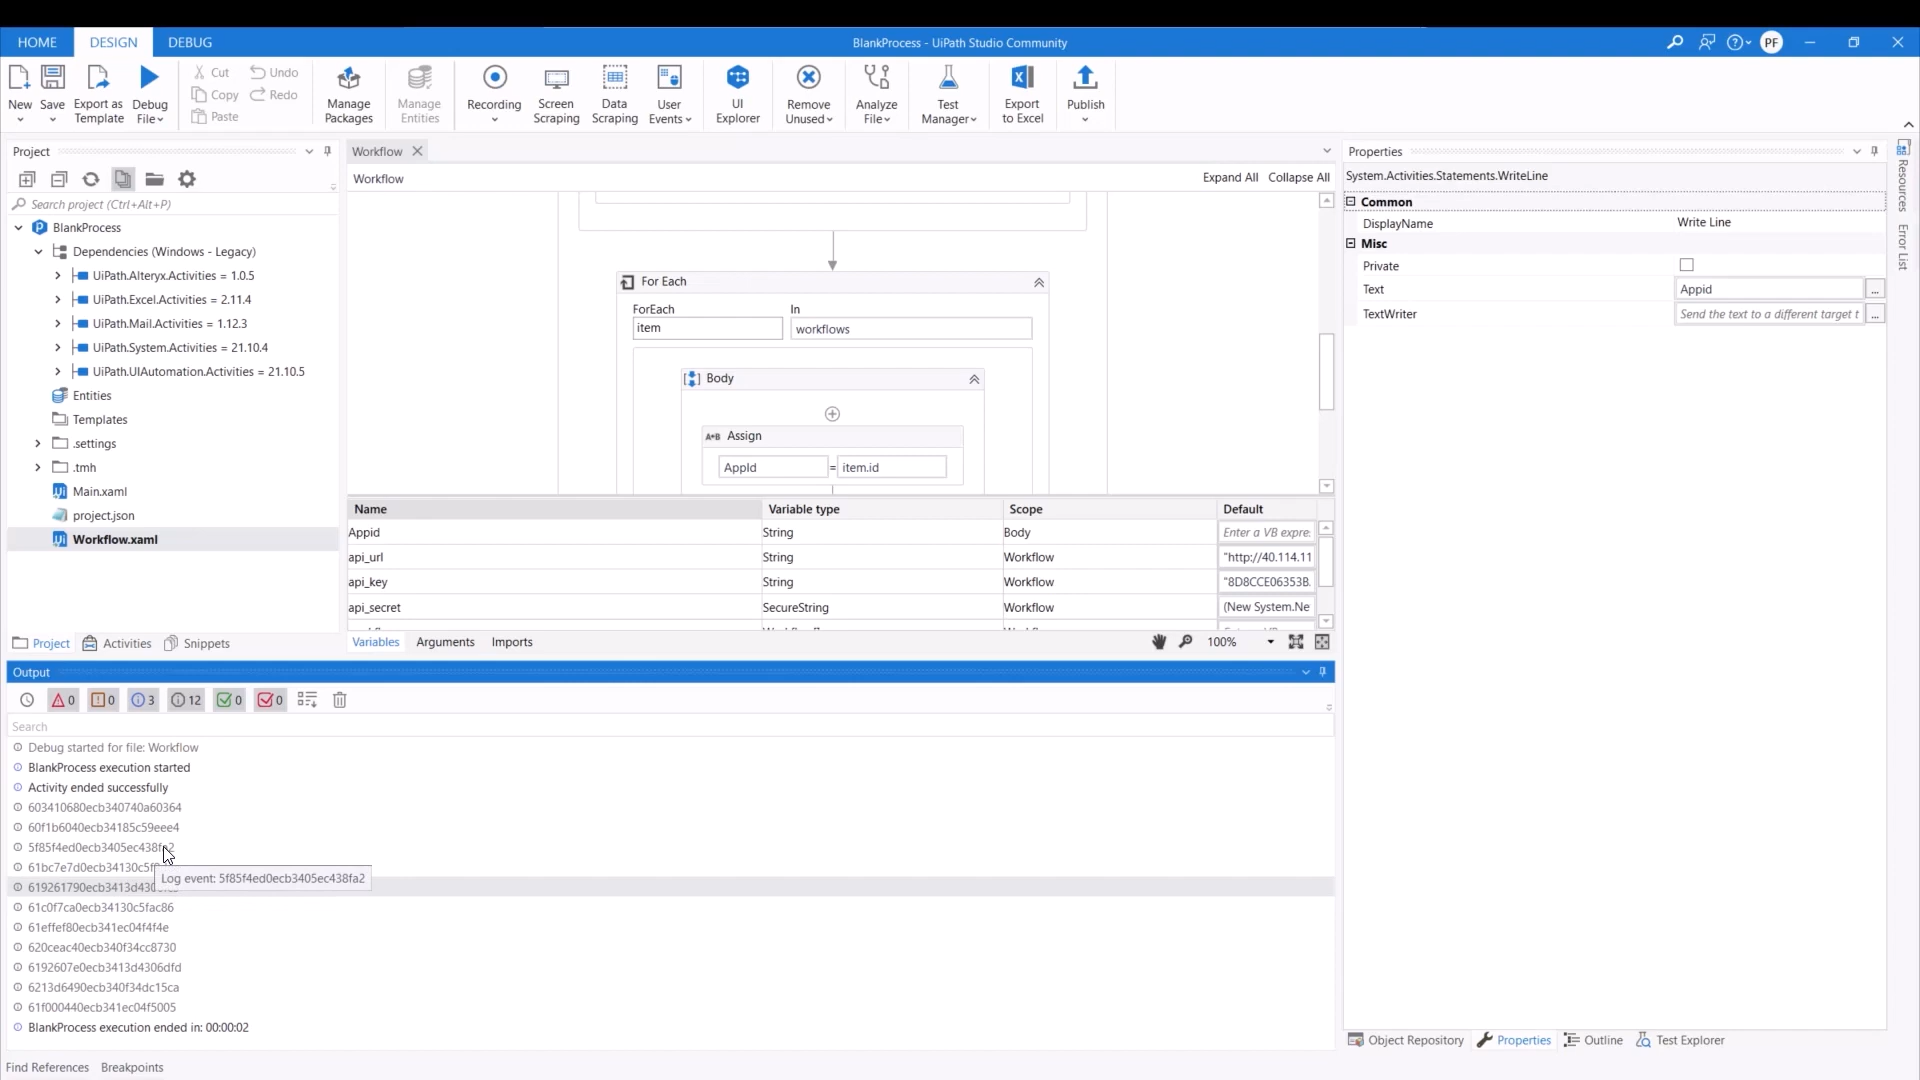 HOME DESIGN DEBUG BlankProcess - UiPath Studio Community PF
New Save Export as Template Debug File Cut Copy Paste Undo Redo Manage Packages Manage Entities Recording Screen Scraping Data Scraping User Events UI Explorer Remove Unused Analyze File Test Manager Export to Excel Publish
Project
Search project (Ctrl+Alt+P)
BlankProcess
Dependencies (Windows - Legacy)
UiPath.Alteryx.Activities = 1.0.5
UiPath.Excel.Activities = 2.11.4
UiPath.Mail.Activities = 1.12.3
UiPath.System.Activities = 21.10.4
UiPath.UIAutomation.Activities = 21.10.5
Entities
Templates
.settings
.tmh
Main.xaml
project.json
Workflow.xaml
Project Activities Snippets
Workflow
Workflow Expand All Collapse All
For Each
ForEach In
item workflows
Body
A+B Assign
AppId = item.id
Name Variable type Scope Default
Appid String Body Enter a VB expre:
api_url String Workflow "http://40.114.11
api_key String Workflow "8D8CCE06353B.
api_secret SecureString Workflow (New System.Ne
Variables Arguments Imports 100%
Properties
System.Activities.Statements.WriteLine
Common
DisplayName Write Line
Misc
Private
Text Appid ...
TextWriter Send the text to a different target t ...
Resources
Error List
Output
0 0 3 12 0 0
Search
Debug started for file: Workflow
BlankProcess execution started
Activity ended successfully
603410680ecb340740a60364
60f1b6040ecb34185c59eee4
5f85f4ed0ecb3405ec438fa2
Log event: 5f85f4ed0ecb3405ec438fa2
61c0f7ca0ecb34130c5fac86
61effef80ecb341ec04f4f4e
620ceac40ecb340f34cc8730
6192607e0ecb3413d4306dfd
6213d6490ecb340f34dc15ca
61f000440ecb341ec04f5005
BlankProcess execution ended in: 00:00:02
Object Repository Properties Outline Test Explorer
Find References Breakpoints